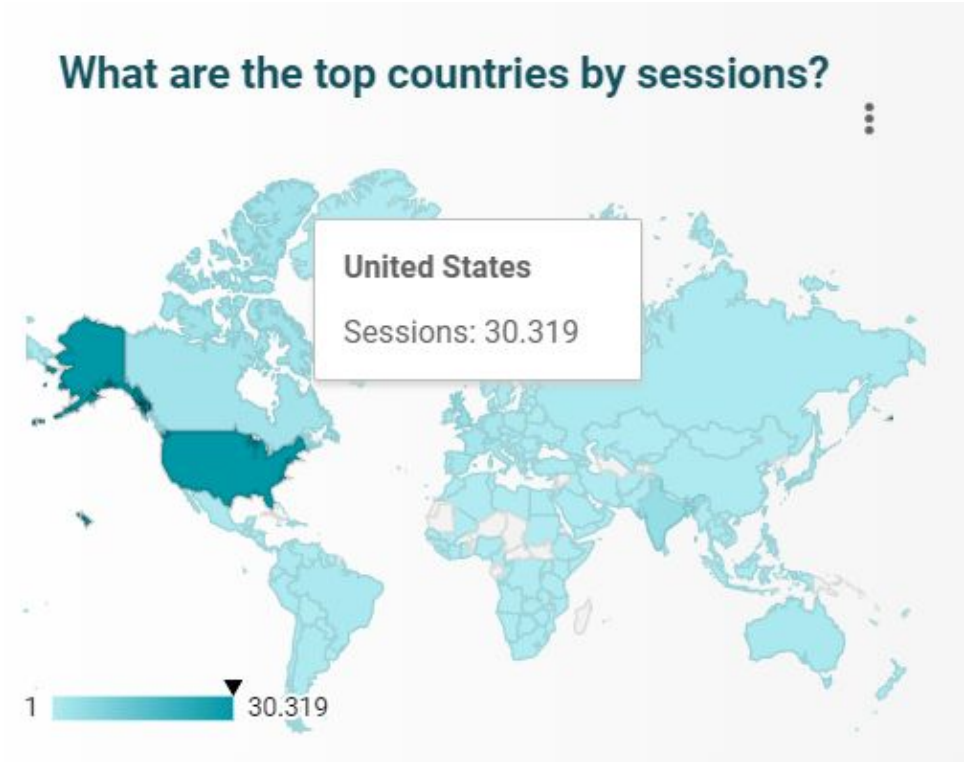 What are the top countries by sessions?
United States
Sessions: 30.319
1 30.319